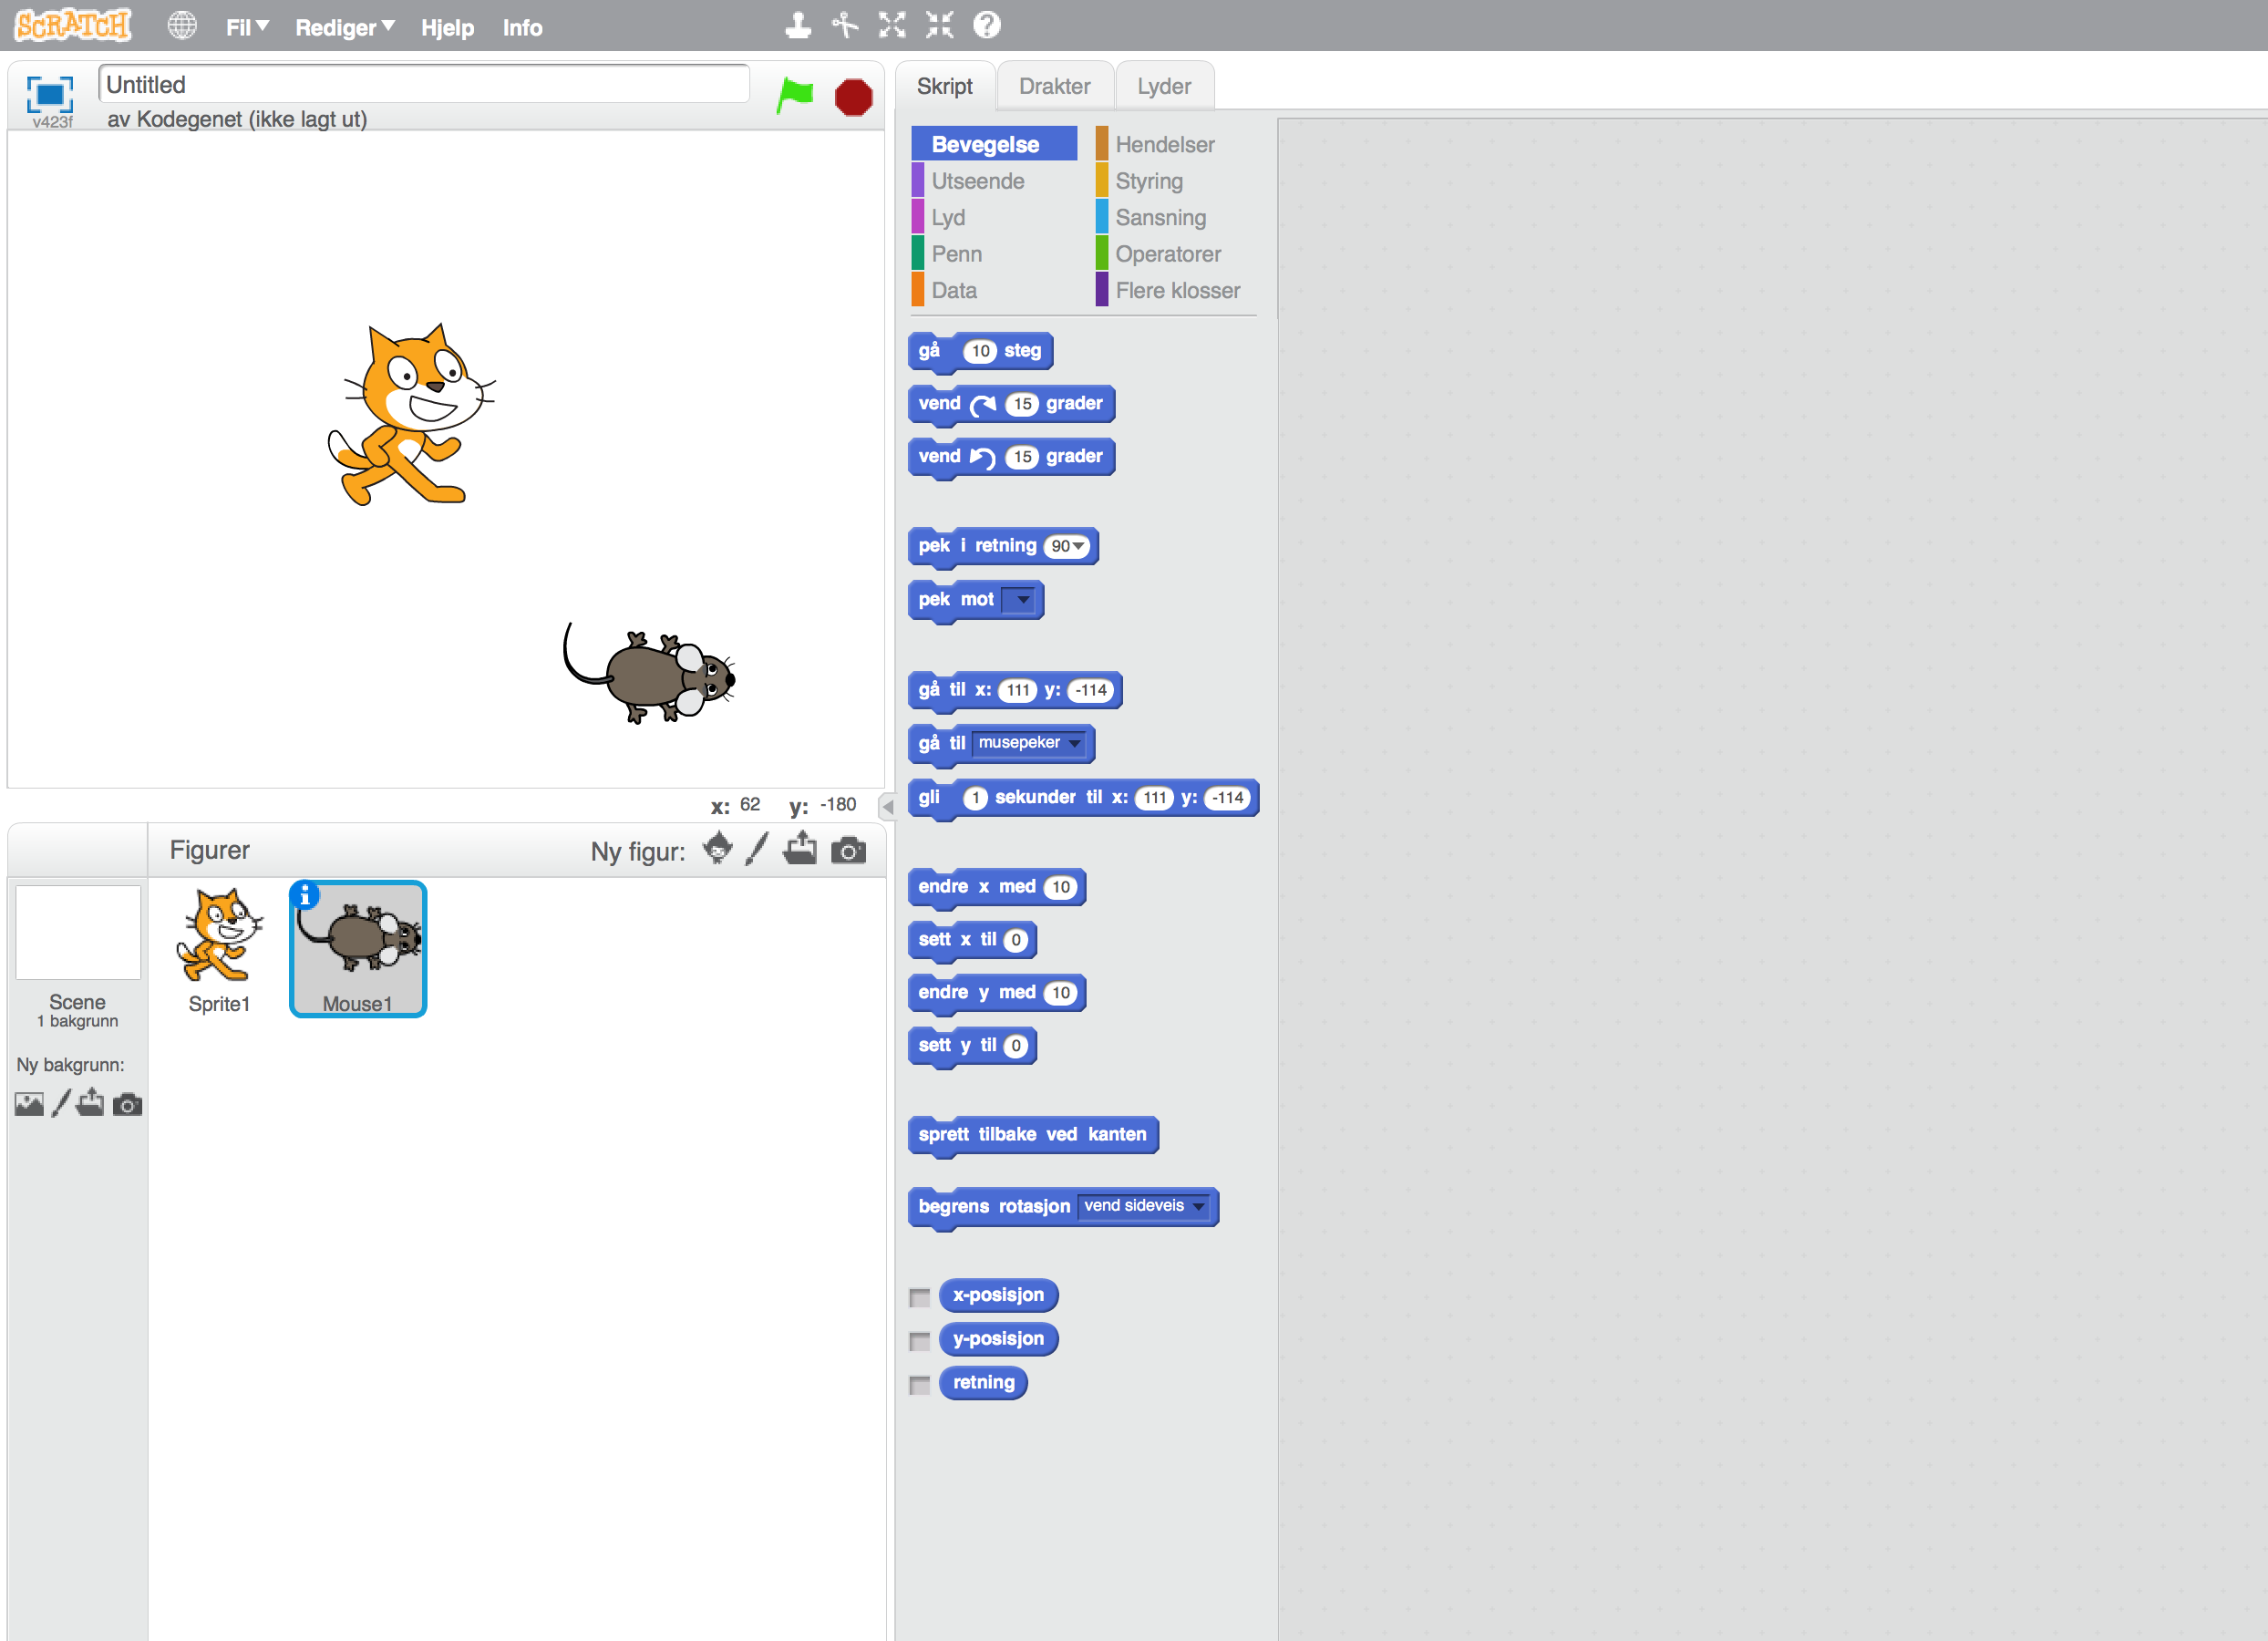 SCRATCH Fil Rediger Hjelp Info
Untitled
v423f av Kodegenet (ikke lagt ut)
x: 62 y: -180
Figurer Ny figur:
Sprite1 Mouse1
Scene
1 bakgrunn
Ny bakgrunn:
Skript Drakter Lyder
Bevegelse Hendelser
Utseende Styring
Lyd Sansning
Penn Operatorer
Data Flere klosser
gå 10 steg
vend 15 grader
vend 15 grader
pek i retning 90
pek mot
gå til x: 111 y: -114
gå til musepeker
gli 1 sekunder til x: 111 y: -114
endre x med 10
sett x til 0
endre y med 10
sett y til 0
sprett tilbake ved kanten
begrens rotasjon vend sideveis
x-posisjon
y-posisjon
retning